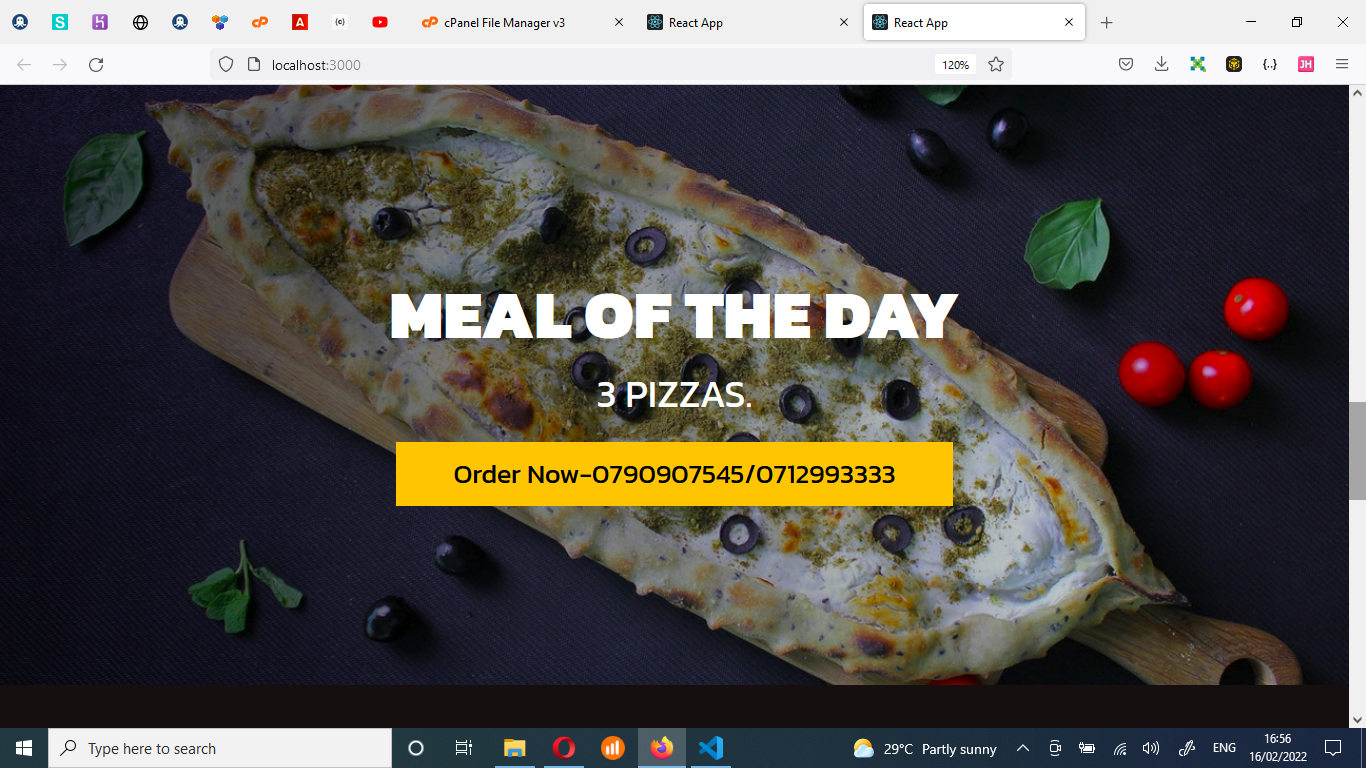 cPanel File Manager v3
React App
React App
localhost:3000
120%
{..}
JH
MEAL OF THE DAY
3 PIZZAS.
Order Now-0790907545/0712993333
Type here to search
29°C Partly sunny
ENG
16:56
16/02/2022